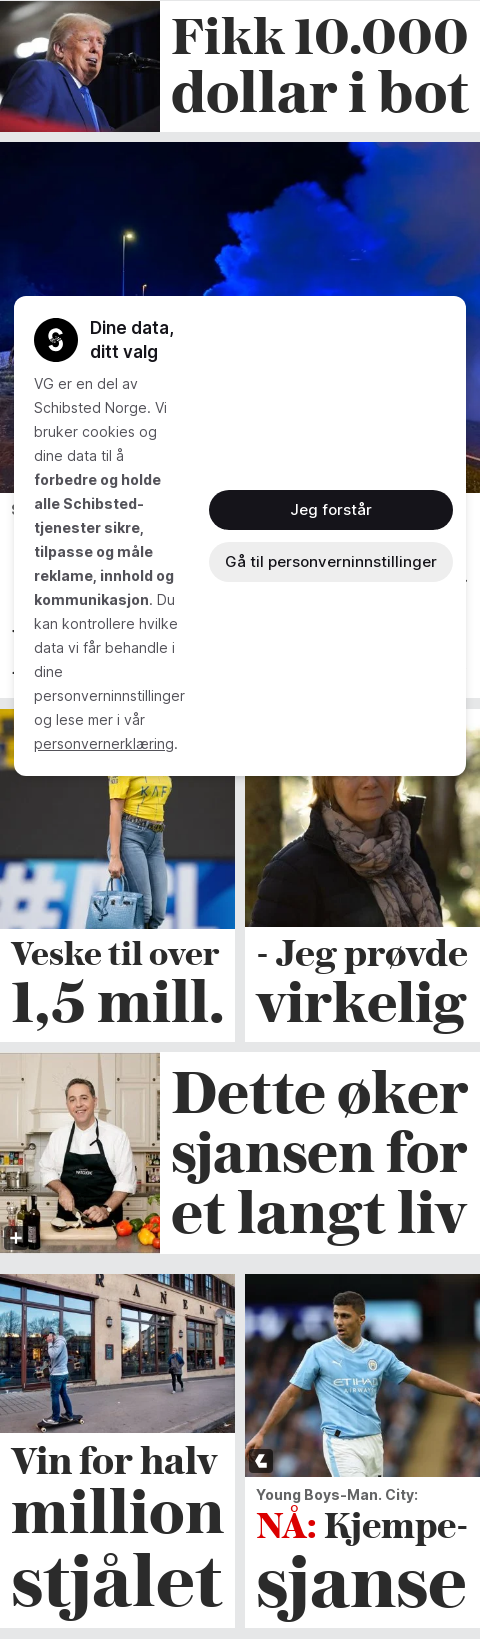 Fikk 10.000
dollar i bot
Dine data,
ditt valg
VG er en del av
Schibsted Norge. Vi
bruker cookies og
dine data til å
forbedre og holde
alle Schibsted-
tjenester sikre,
tilpasse og måle
reklame, innhold og
kommunikasjon. Du
kan kontrollere hvilke
data vi får behandle i
dine
personverninnstillinger
og lese mer i vår
personvernerklæring.
Jeg forstår
Gå til personverninnstillinger
KAF
Veske til over
1,5 mill.
- Jeg prøvde
virkelig
Dette øker
sjansen for
et langt liv
RANEN
Vin for halv
million
stjålet
ETIHAD
AIRWAYS
Young Boys-Man. City:
NÅ: Kjempe-
sjanse